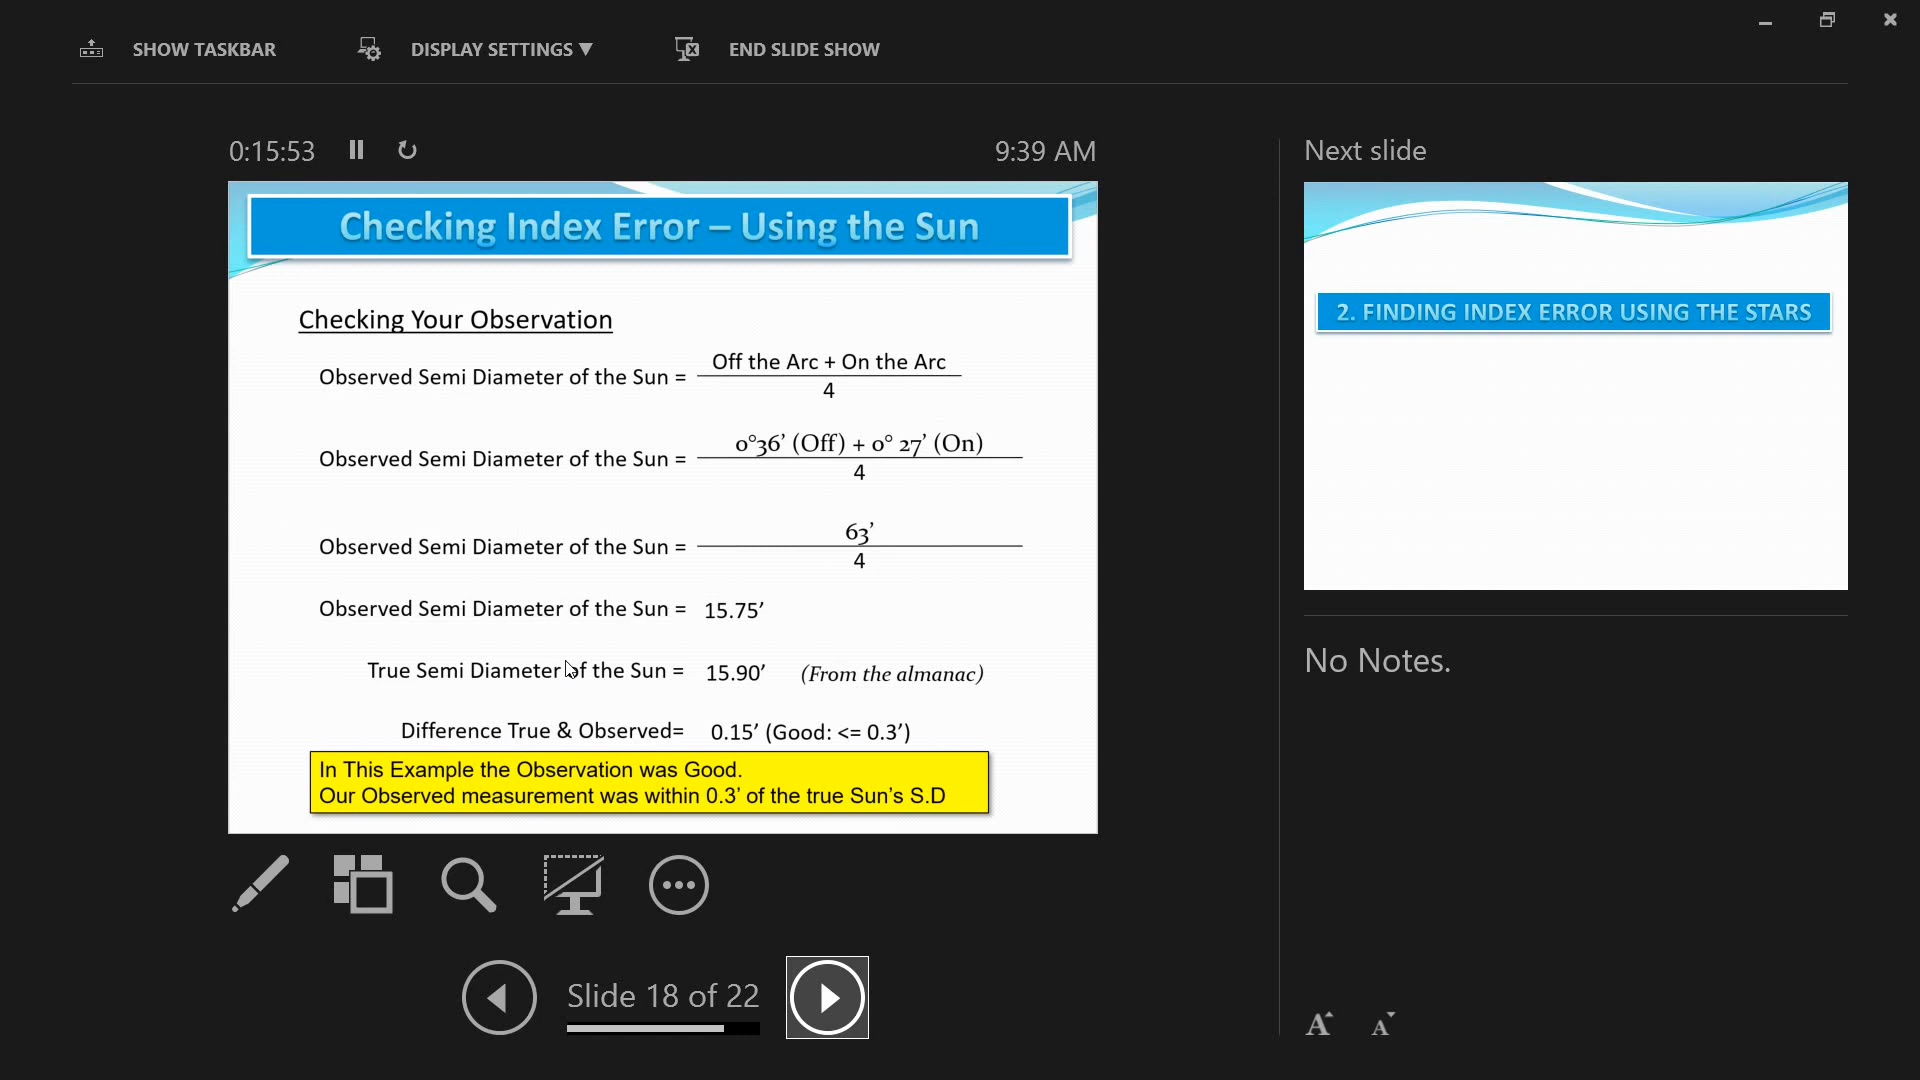 SHOW TASKBAR
DISPLAY SETTINGS ▼
END SLIDE SHOW
0:15:53
9:39 AM
Checking Index Error – Using the Sun
Checking Your Observation
Observed Semi Diameter of the Sun =
Off the Arc + On the Arc
4
Observed Semi Diameter of the Sun =
0°36’ (Off) + 0° 27’ (On)
4
Observed Semi Diameter of the Sun =
63’
4
Observed Semi Diameter of the Sun = 15.75’
True Semi Diameter of the Sun = 15.90’ (From the almanac)
Difference True & Observed= 0.15’ (Good: <= 0.3’)
In This Example the Observation was Good.
Our Observed measurement was within 0.3’ of the true Sun’s S.D
Slide 18 of 22
Next slide
2. FINDING INDEX ERROR USING THE STARS
No Notes.
A A